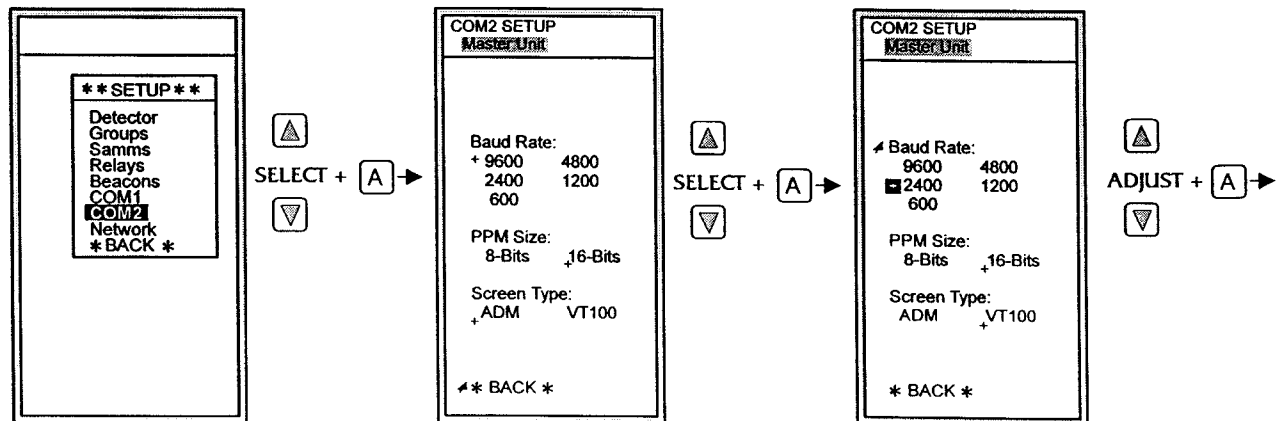 **SETUP**
Detector
Groups
Samms
Relays
Beacons
COM1
COM2
Network
*BACK *
SELECT + A
COM2 SETUP
Master Unit
Baud Rate:
+ 9600 4800
2400 1200
600
PPM Size:
8-Bits +16-Bits
Screen Type:
+ADM VT100
* BACK *
SELECT + A
COM2 SETUP
Master Unit
Baud Rate:
9600 4800
2400 1200
600
PPM Size:
8-Bits +16-Bits
Screen Type:
ADM +VT100
* BACK *
ADJUST + A